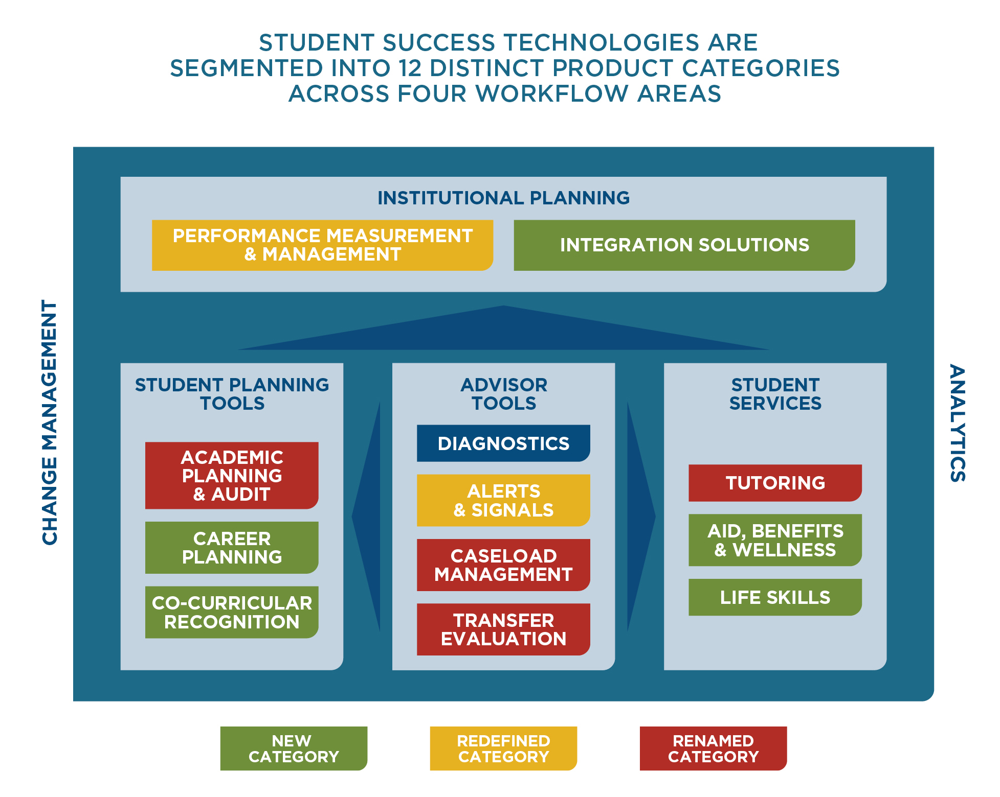 STUDENT SUCCESS TECHNOLOGIES ARE
SEGMENTED INTO 12 DISTINCT PRODUCT CATEGORIES
ACROSS FOUR WORKFLOW AREAS
CHANGE MANAGEMENT
INSTITUTIONAL PLANNING
PERFORMANCE MEASUREMENT
& MANAGEMENT
INTEGRATION SOLUTIONS
STUDENT PLANNING
TOOLS
ACADEMIC
PLANNING
& AUDIT
CAREER
PLANNING
CO-CURRICULAR
RECOGNITION
ADVISOR
TOOLS
DIAGNOSTICS
ALERTS
& SIGNALS
CASELOAD
MANAGEMENT
TRANSFER
EVALUATION
STUDENT
SERVICES
TUTORING
AID, BENEFITS
& WELLNESS
LIFE SKILLS
ANALYTICS
NEW
CATEGORY
REDEFINED
CATEGORY
RENAMED
CATEGORY